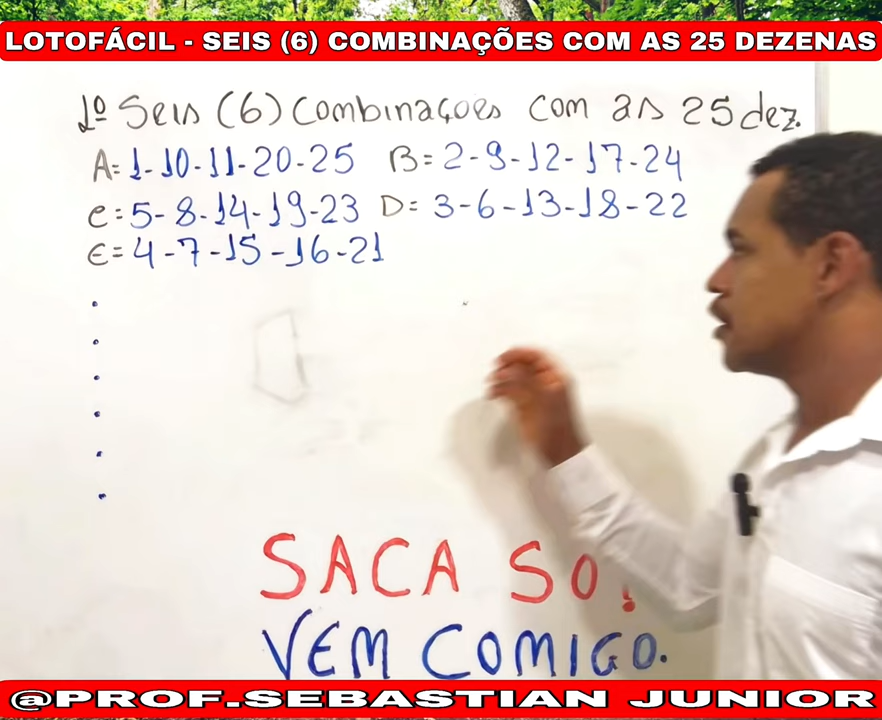 LOTOFÁCIL - SEIS (6) COMBINAÇÕES COM AS 25 DEZENAS
1º Seis (6) Combinaçoes com as 25 dez.
A=1-10-11-20-25 B=2-9-12-17-24
C=5-8-14-19-23 D=3-6-13-18-22
E=4-7-15-16-21
SACA SO!
VEM COMIGO.
@PROF.SEBASTIAN JUNIOR